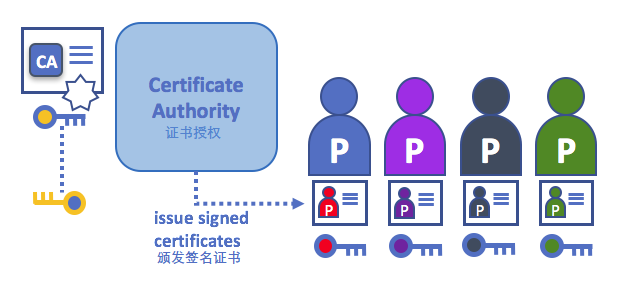 CA
Certificate
Authority
证书授权
P P P P
P P P P
issue signed
certificates
颁发签名证书